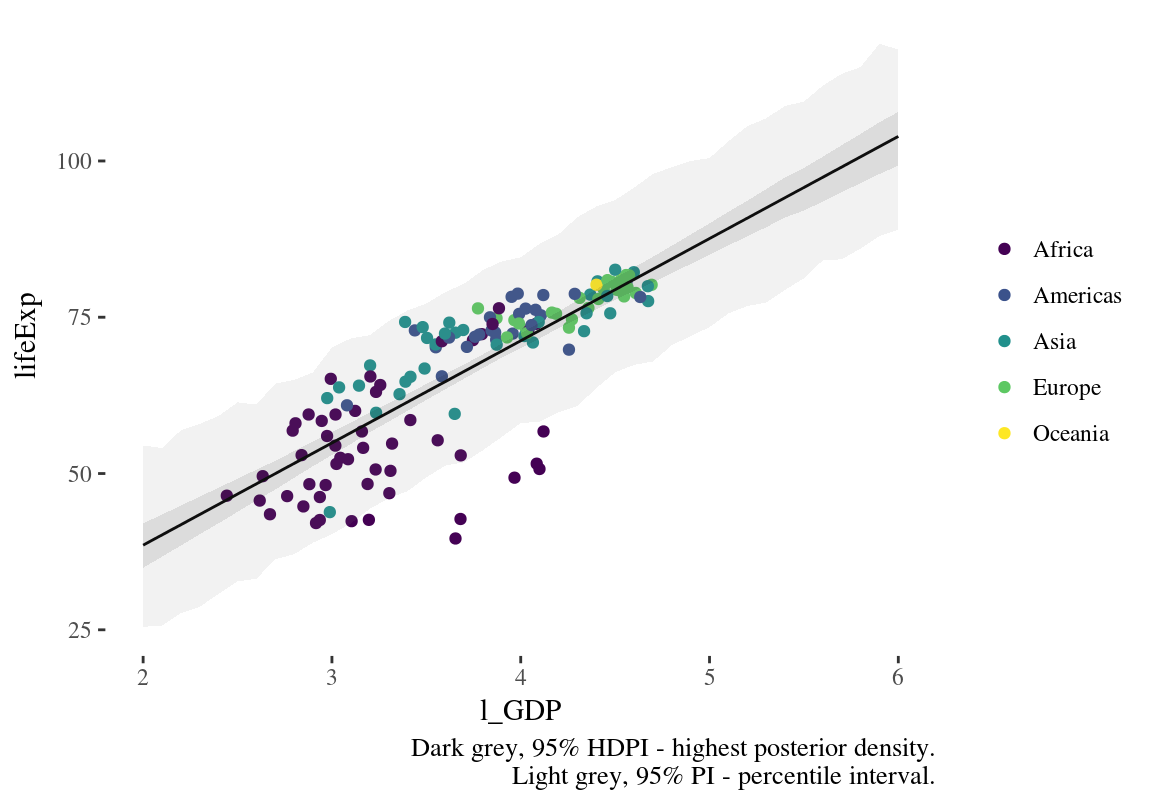 100
75
50
25
lifeExp
2 3 4 5 6
l_GDP
Africa
Americas
Asia
Europe
Oceania
Dark grey, 95% HDPI - highest posterior density.
Light grey, 95% PI - percentile interval.